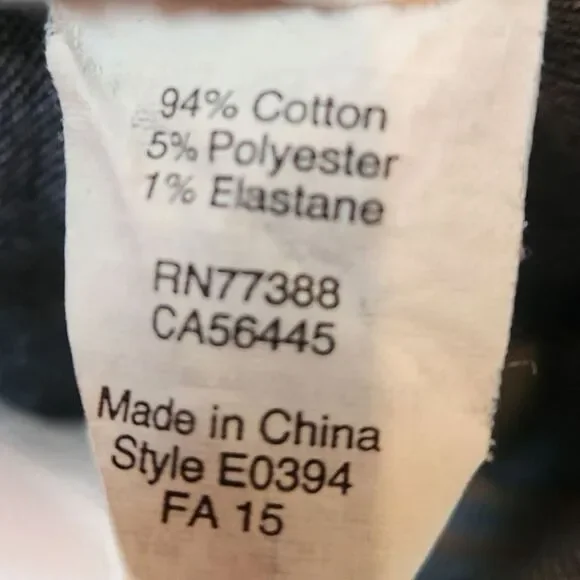 94% Cotton
5% Polyester
1% Elastane
RN77388
CA56445
Made in China
Style E0394
FA 15